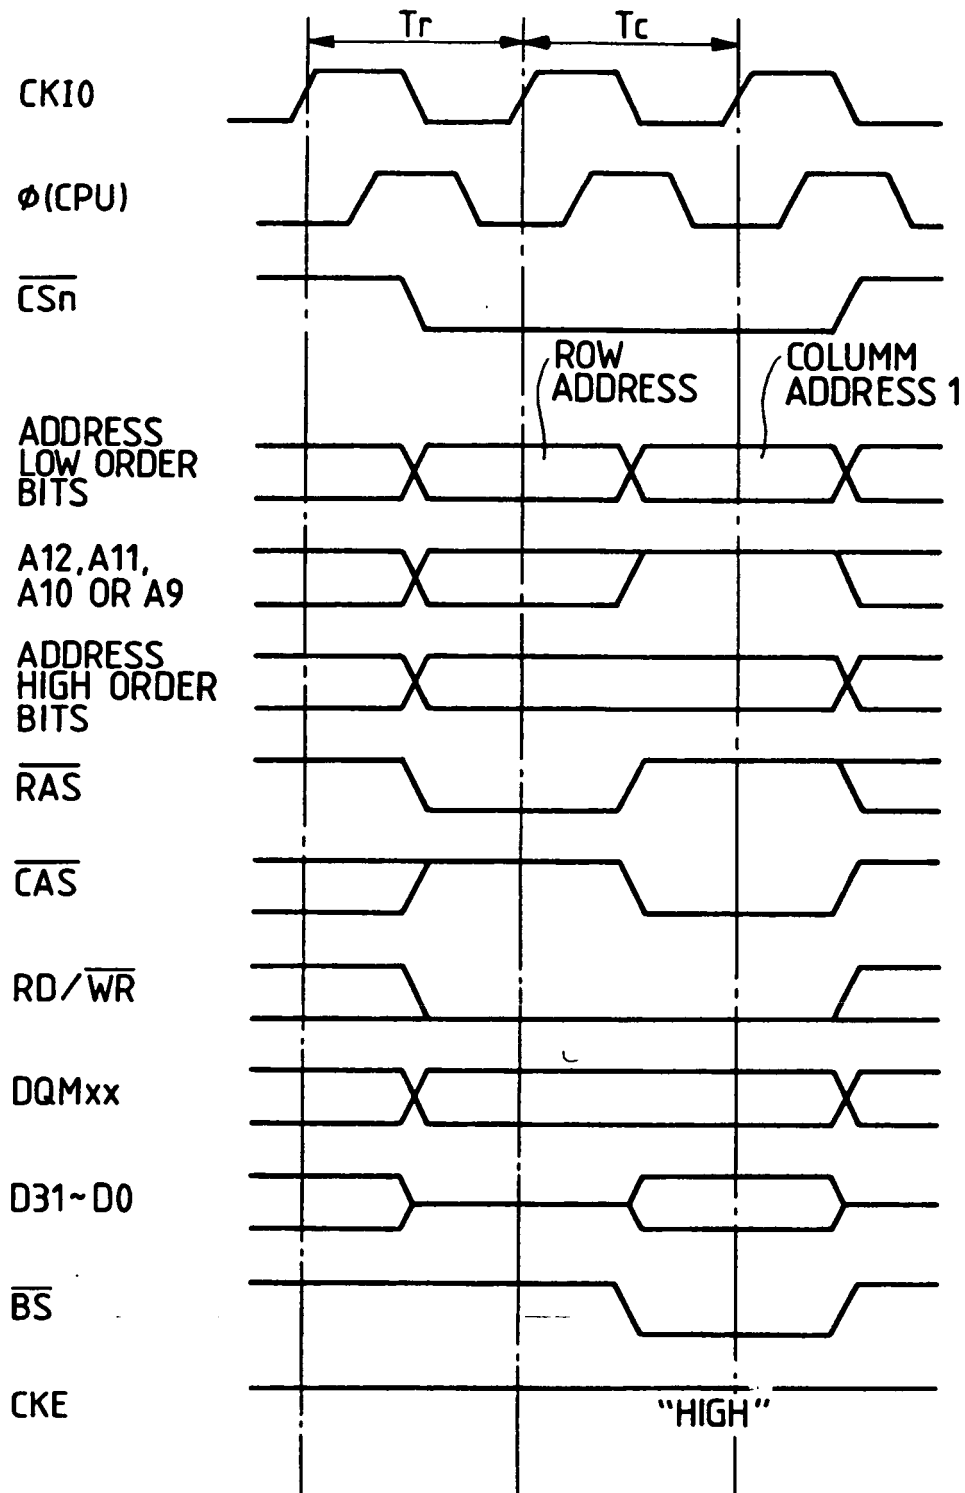 Tr
Tc
CKIO
ø(CPU)
CSn
ROW
ADDRESS
COLUMM
ADDRESS 1
ADDRESS
LOW ORDER
BITS
A12, A11,
A10 OR A9
ADDRESS
HIGH ORDER
BITS
RAS
CAS
RD/WR
DQMxx
D31~D0
BS
CKE
"HIGH"